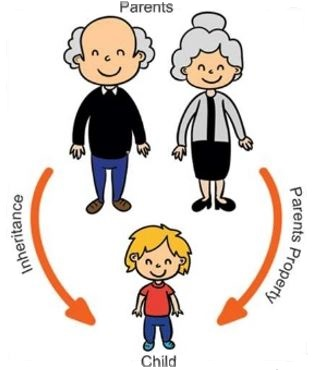 Parents
Inheritance
Parents Property
Child